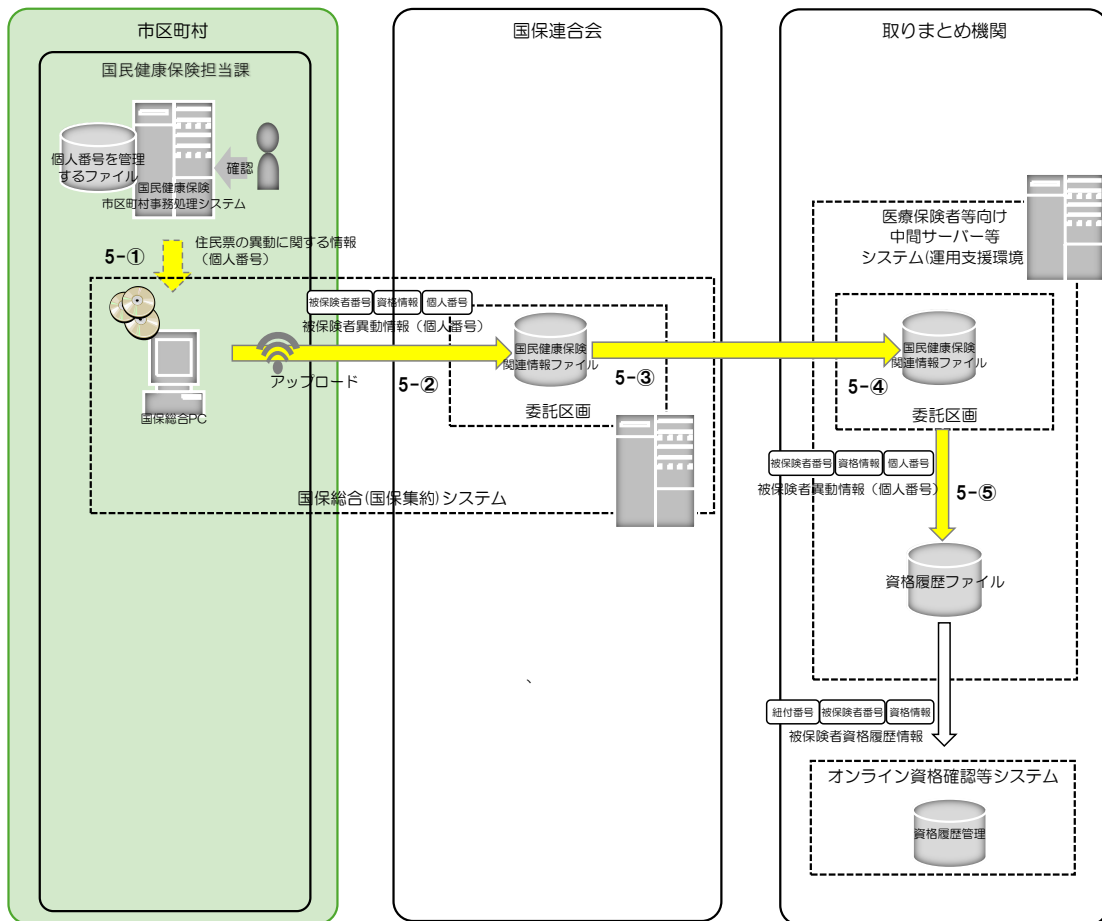 市区町村
国民健康保険担当課
個人番号を管理
するファイル
国民健康保険
市区町村事務処理システム
確認
5-①
住民票の異動に関する情報
（個人番号）
国保総合PC
アップロード
国保連合会
被保険者番号
資格情報
個人番号
被保険者異動情報（個人番号）
5-②
国民健康保険
関連情報ファイル
5-③
委託区画
国保総合(国保集約)システム
、
取りまとめ機関
医療保険者等向け
中間サーバー等
システム(運用支援環境
国民健康保険
関連情報ファイル
5-④
委託区画
被保険者番号
資格情報
個人番号
被保険者異動情報（個人番号）
5-⑤
資格履歴ファイル
紐付番号
被保険者番号
資格情報
被保険者資格履歴情報
オンライン資格確認等システム
資格履歴管理